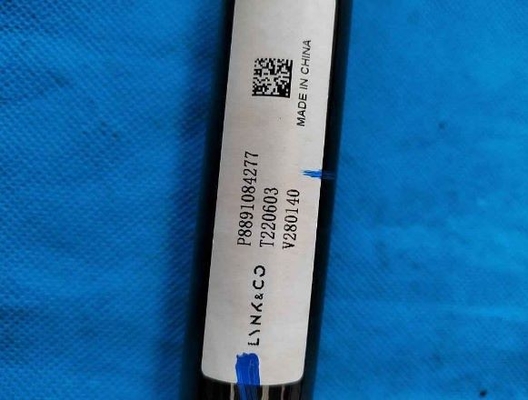 LYNK&CO
P8891084277
T220603
V280140
MADE IN CHINA